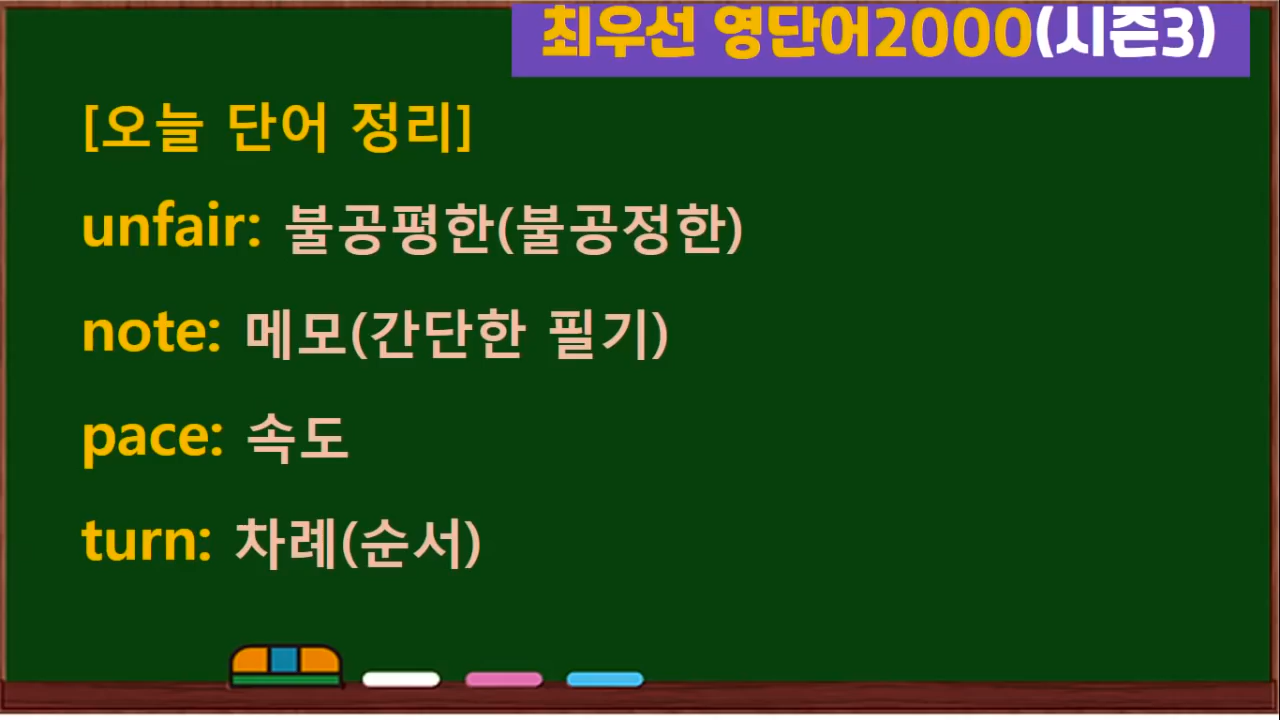 최우선 영단어2000(시즌3)
[오늘 단어 정리]
unfair: 불공평한(불공정한)
note: 메모(간단한 필기)
pace: 속도
turn: 차례(순서)